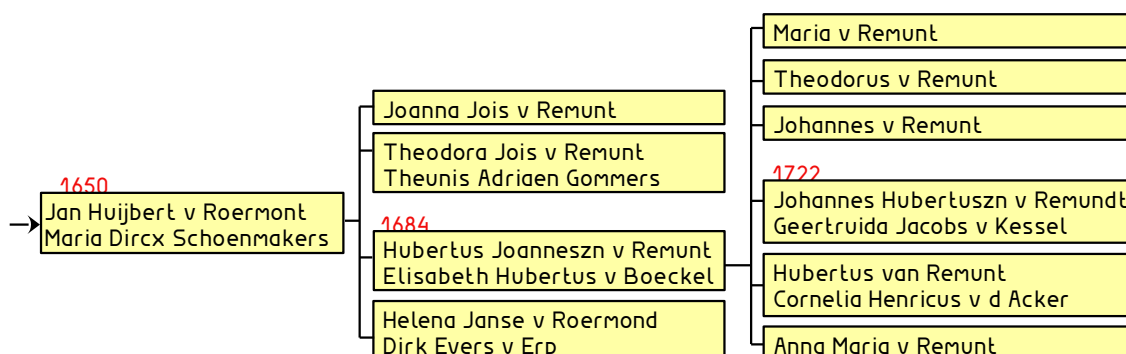 1650
Jan Huijbert v Roermont
Maria Dircx Schoenmakers
Joanna Jois v Remunt
Theodora Jois v Remunt
Theunis Adriaen Gommers
1684
Hubertus Joanneszn v Remunt
Elisabeth Hubertus v Boeckel
Helena Janse v Roermond
Dirk Evers v Erp
Maria v Remunt
Theodorus v Remunt
Johannes v Remunt
1722
Johannes Hubertuszn v Remundt
Geertruida Jacobs v Kessel
Hubertus van Remunt
Cornelia Henricus v d Acker
Anna Maria v Remunt